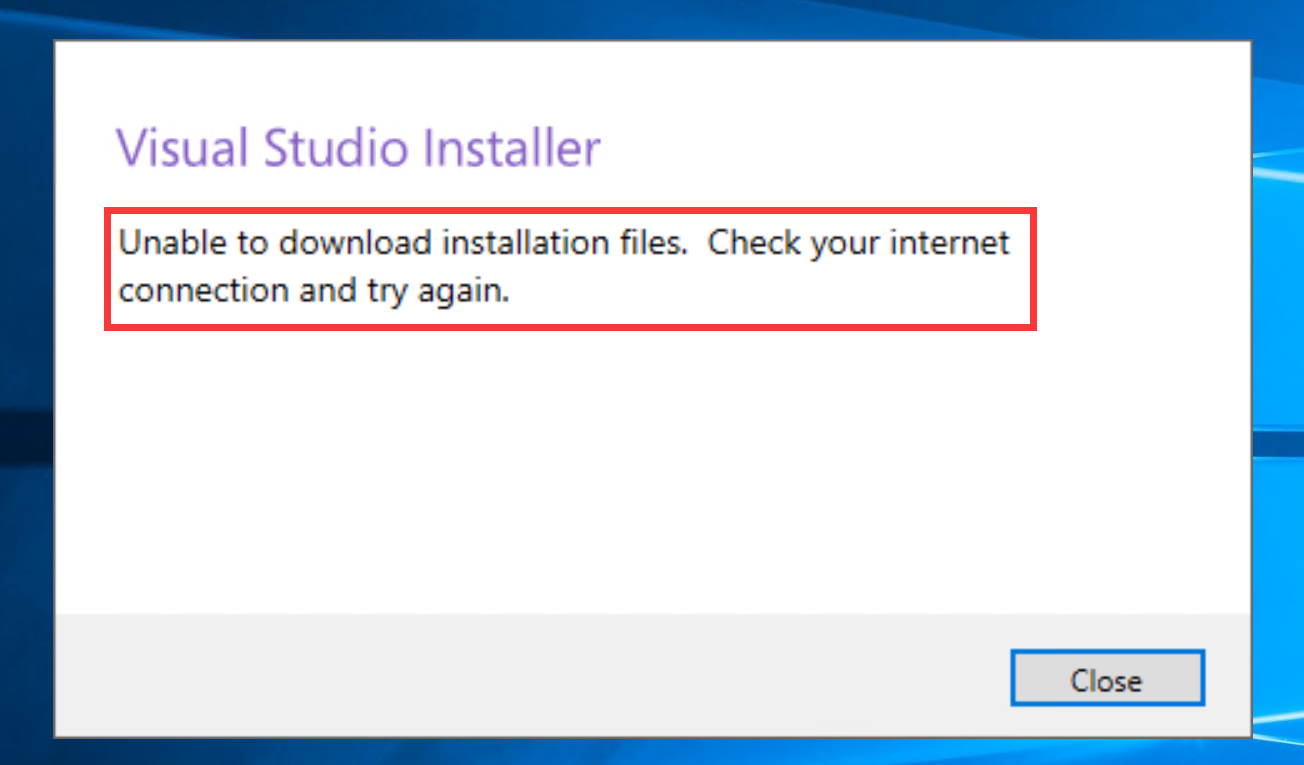 Visual Studio Installer
Unable to download installation files.  Check your internet
connection and try again.
Close